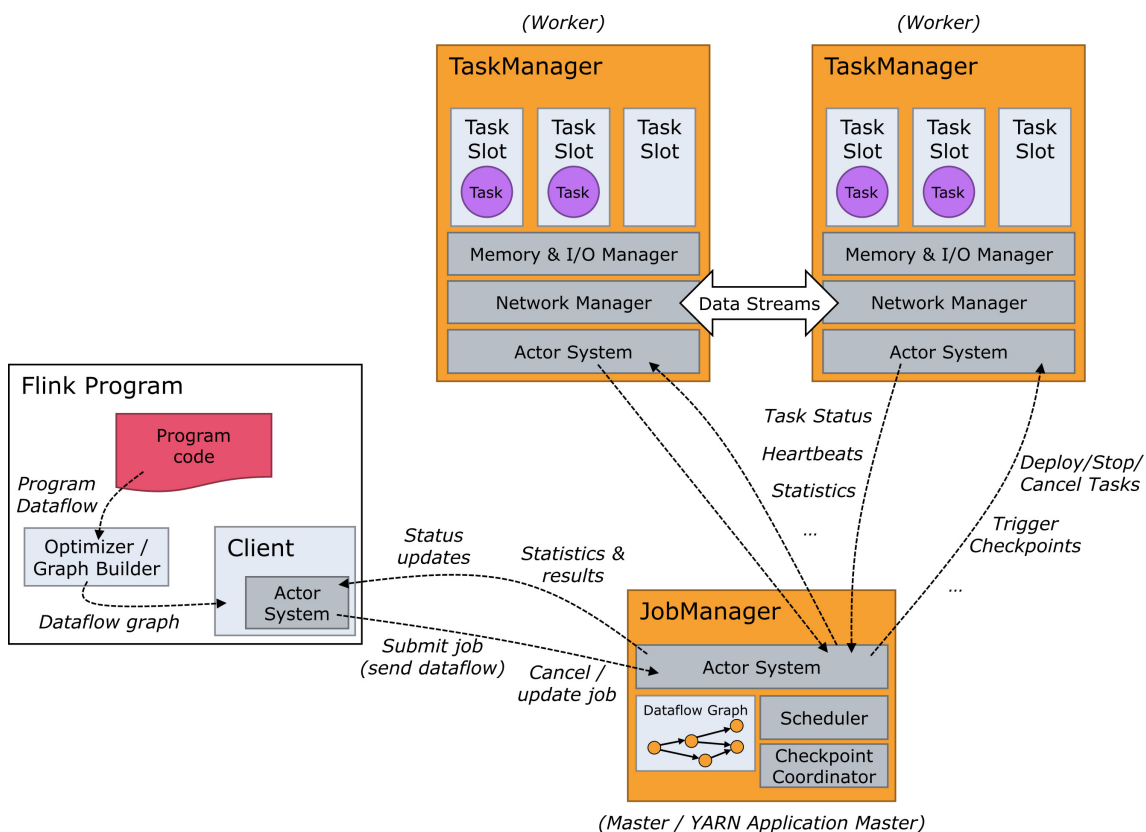 (Worker)
(Worker)
TaskManager
TaskManager
Task
Slot
Task
Task
Slot
Task
Task
Slot
Task
Slot
Task
Task
Slot
Task
Task
Slot
Memory & I/O Manager
Memory & I/O Manager
Network Manager
Data Streams
Network Manager
Actor System
Actor System
Flink Program
Program
code
Program
Dataflow
Optimizer /
Graph Builder
Dataflow graph
Client
Actor
System
Status
updates
Statistics &
results
Submit job
(send dataflow)
Cancel /
update job
Task Status
Heartbeats
Statistics
...
Deploy/Stop/
Cancel Tasks
Trigger
Checkpoints
...
JobManager
Actor System
Dataflow Graph
Scheduler
Checkpoint
Coordinator
(Master / YARN Application Master)